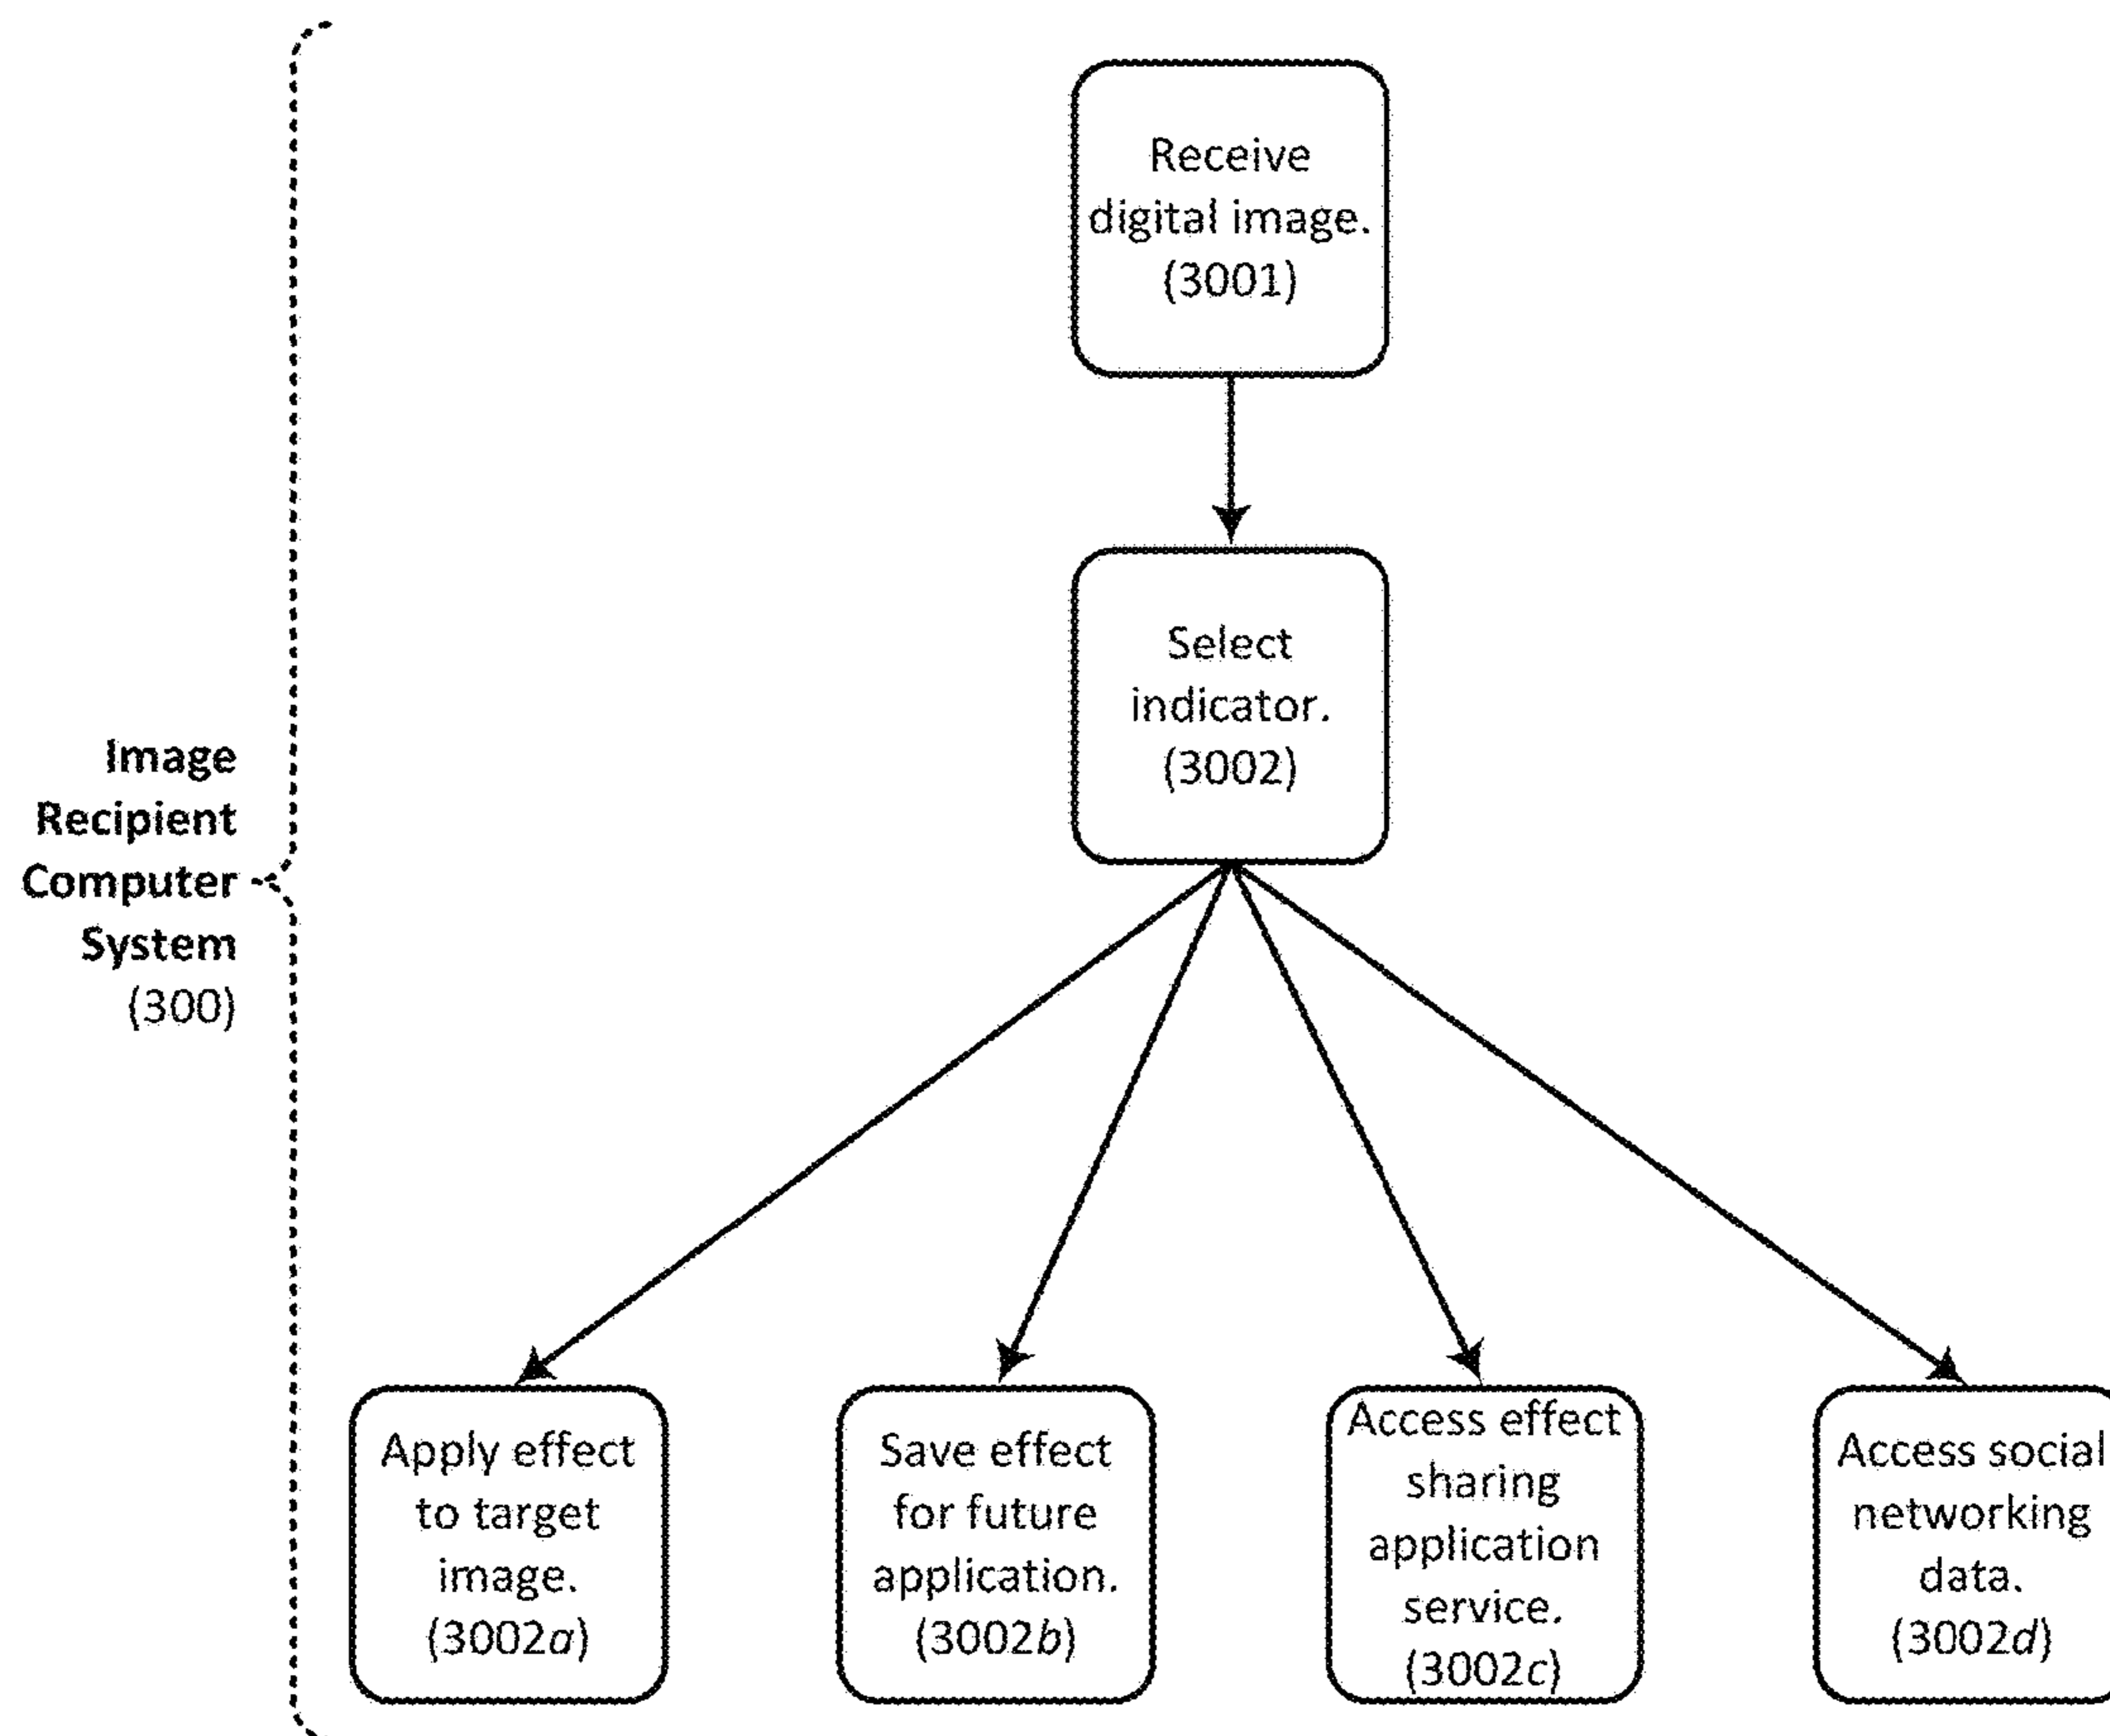 Receive
digital image.
(3001)
Select
indicator.
(3002)
Image
Recipient
Computer
System
(300)
Apply effect
to target
image.
(3002a)
Save effect
for future
application.
(3002b)
Access effect
sharing
application
service.
(3002c)
Access social
networking
data.
(3002d)